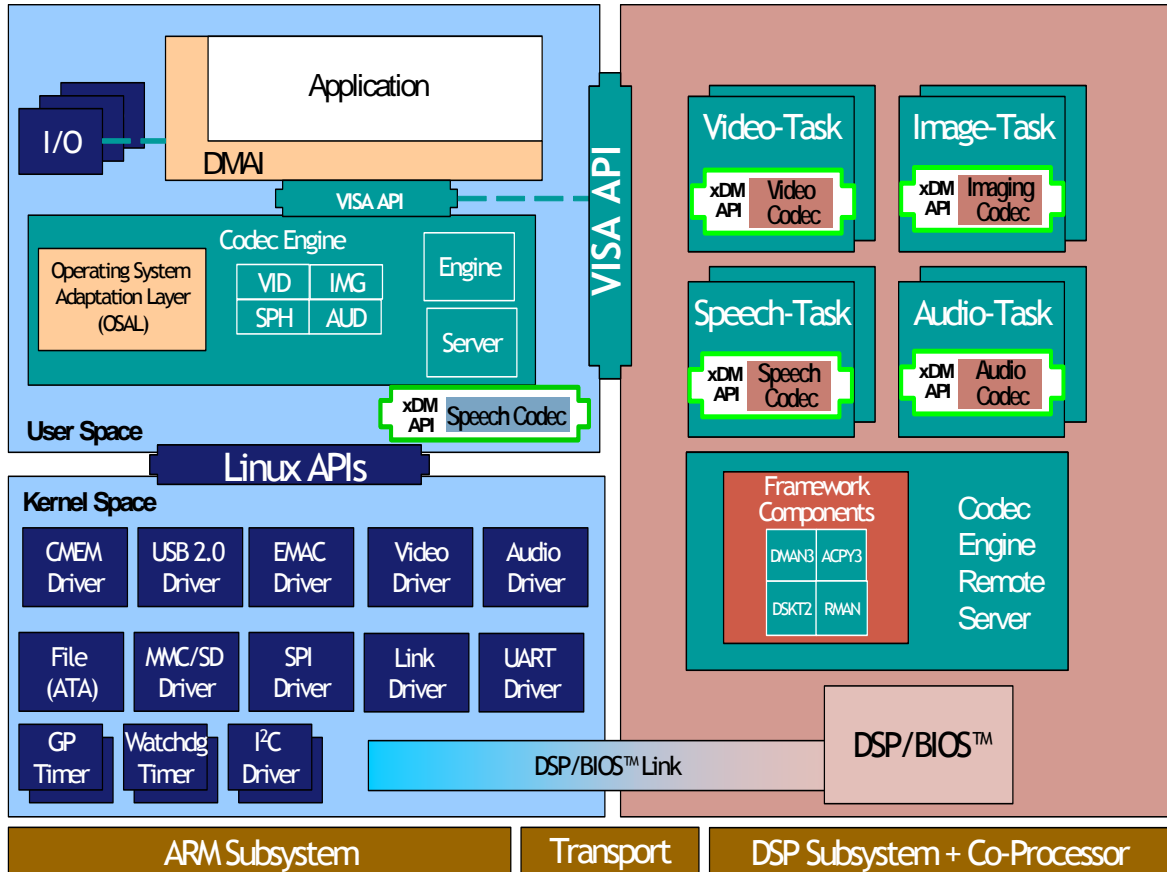 Application
I/O
DMAI
VISA API
Codec Engine
Operating System
Adaptation Layer
(OSAL)
VID
IMG
SPH
AUD
Engine
Server
xDM
API
Speech Codec
User Space
VISA API
Linux APIs
Kernel Space
CMEM
Driver
USB 2.0
Driver
EMAC
Driver
Video
Driver
Audio
Driver
File
(ATA)
MMC/SD
Driver
SPI
Driver
Link
Driver
UART
Driver
GP
Timer
Watchdg
Timer
I²C
Driver
DSP/BIOS™ Link
Video-Task
xDM
API
Video
Codec
Image-Task
xDM
API
Imaging
Codec
Speech-Task
xDM
API
Speech
Codec
Audio-Task
xDM
API
Audio
Codec
Framework
Components
DMAN3
ACPY3
DSKT2
RMAN
Codec
Engine
Remote
Server
DSP/BIOS™
ARM Subsystem
Transport
DSP Subsystem + Co-Processor